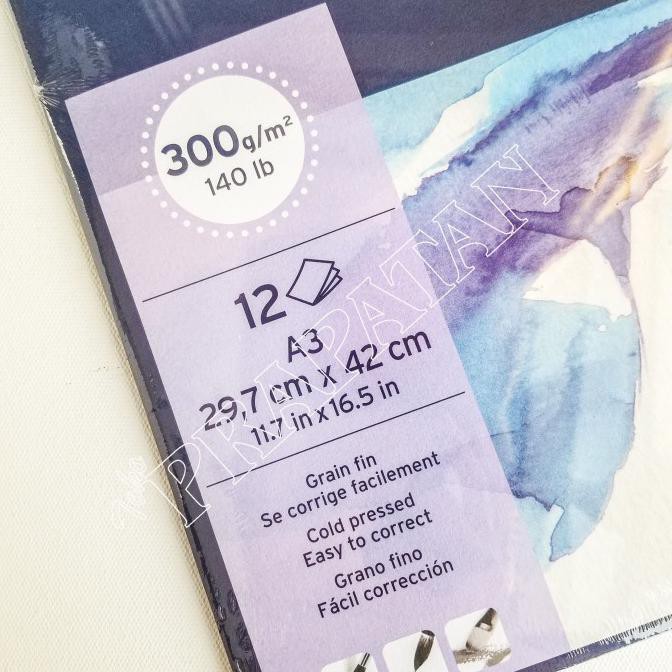 300g/m²
140 lb
12
A3
29,7 cm x 42 cm
11.7 in x 16.5 in
Grain fin
Se corrige facilement
Cold pressed
Easy to correct
Grano fino
Fácil corrección
PRAPATAN